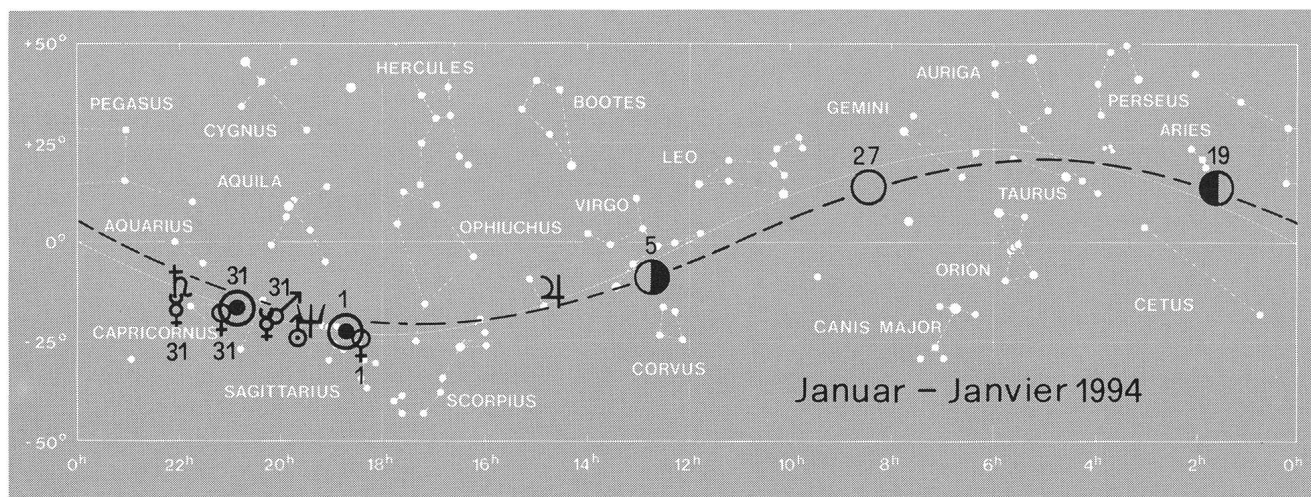 +50°
HERCULES
AURIGA
PEGASUS
BOOTES
GEMINI
PERSEUS
CYGNUS
ARIES
+25°
LEO
27
19
AQUILA
TAURUS
VIRGO
AQUARIUS
OPHIUCHUS
5
0°
ORION
31 31 1
CETUS
CAPRICORNUS
CANIS MAJOR
-25°
31 31 1
CORVUS
SAGITTARIUS
SCORPIUS
Januar – Janvier 1994
-50°
0h 22h 20h 18h 16h 14h 12h 10h 8h 6h 4h 2h 0h